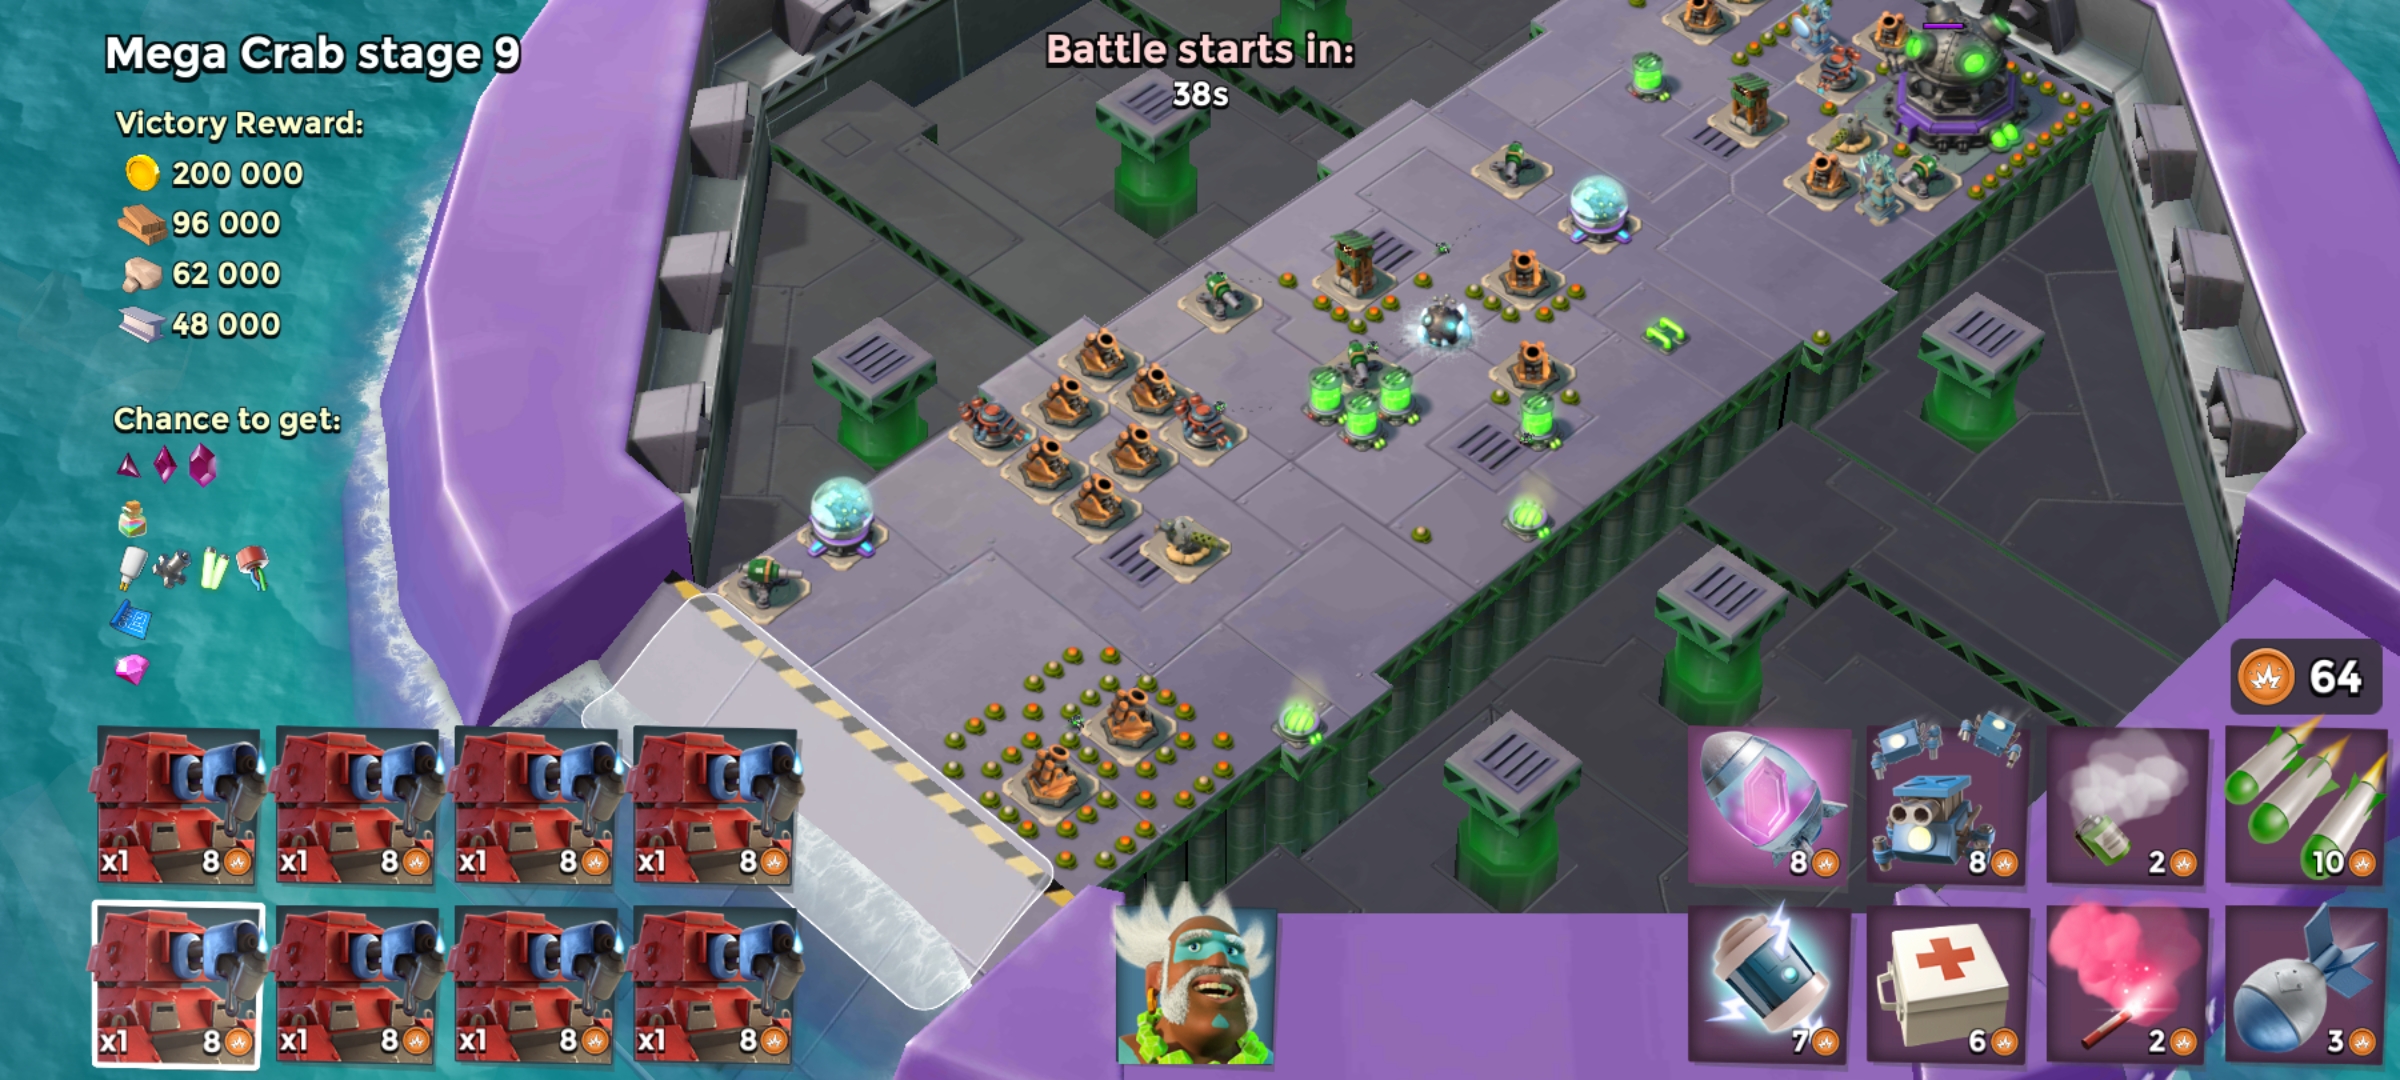 Mega Crab stage 9
Battle starts in:
38s
Victory Reward:
200 000
96 000
62 000
48 000
Chance to get:
64
x1 8
x1 8
x1 8
x1 8
8
8
2
10
x1 8
x1 8
x1 8
x1 8
7
6
2
3